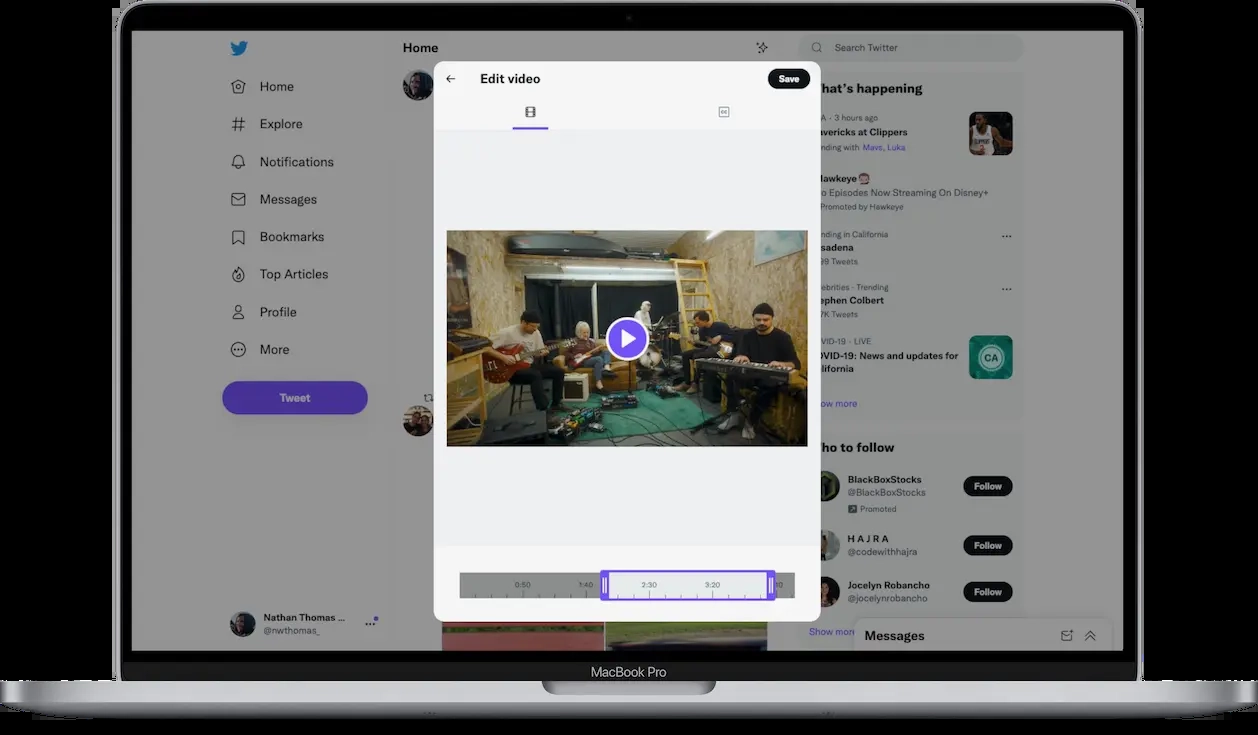 Home
Search Twitter
Home
Explore
Notifications
Messages
Bookmarks
Top Articles
Profile
More
Tweet
Nathan Thomas ...
@nwthomas_
Edit video
Save
0:50 1:40 2:30 3:20 10
hat's happening
A · 3 hours ago
avericks at Clippers
nding with Mavs, Luka
Hawkeye
o Episodes Now Streaming On Disney+
Promoted by Hawkeye
nding in California
sadena
99 Tweets
ebrities · Trending
ephen Colbert
7K Tweets
VID-19 · LIVE
OVID-19: News and updates for
lifornia
CA
ow more
ho to follow
BlackBoxStocks
@BlackBoxStocks
Promoted
Follow
H A J R A
@codewithhajra
Follow
Jocelyn Robancho
@jocelynrobancho
Follow
Show more
Messages
MacBook Pro